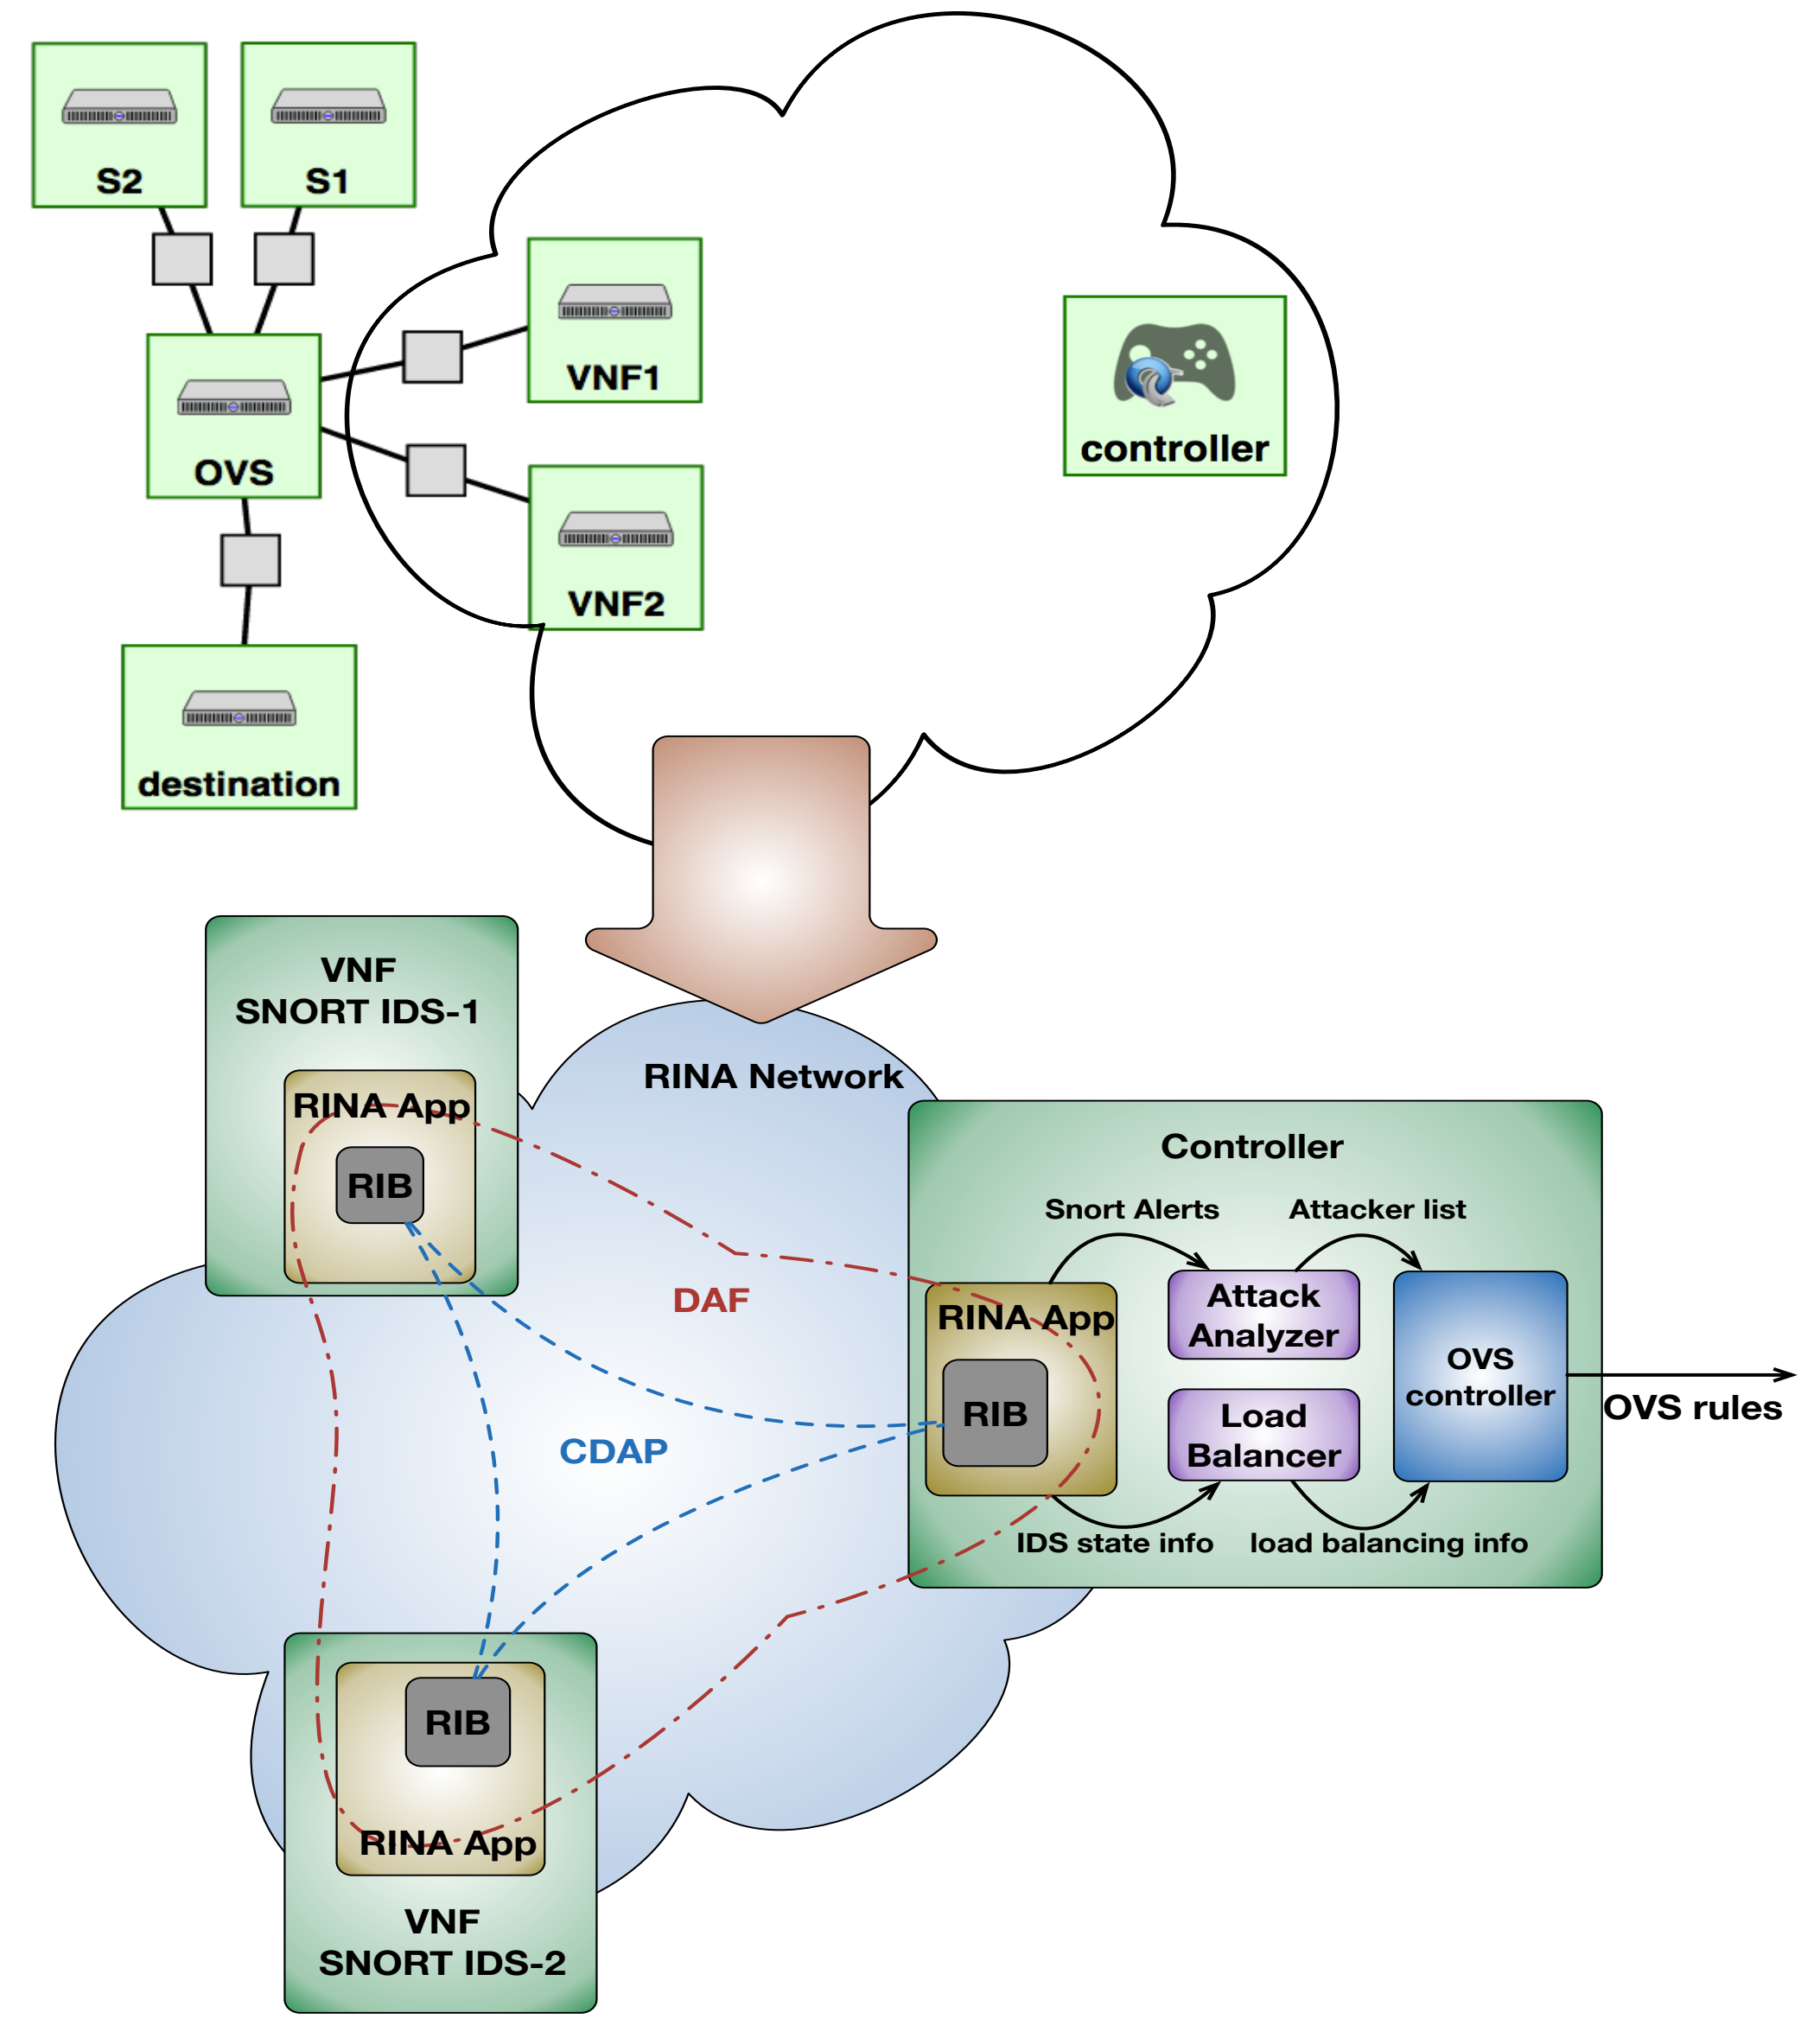 S2
S1
VNF1
OVS
controller
VNF2
destination
VNF
SNORT IDS-1
RINA Network
RINA App
RIB
Controller
Snort Alerts
Attacker list
DAF
RINA App
Attack
Analyzer
RIB
OVS
controller
OVS rules
Load
Balancer
CDAP
IDS state info
load balancing info
RIB
RINA App
VNF
SNORT IDS-2